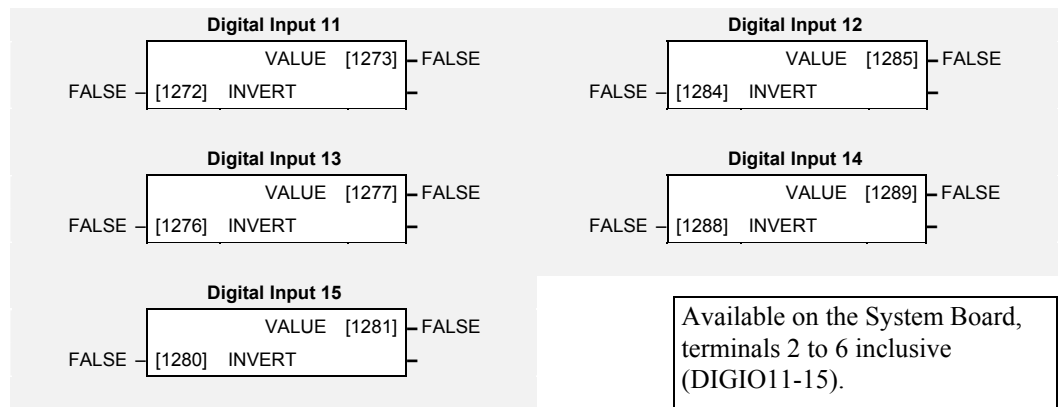 Digital Input 11
VALUE [1273] – FALSE
FALSE – [1272] INVERT –
Digital Input 12
VALUE [1285] – FALSE
FALSE – [1284] INVERT –
Digital Input 13
VALUE [1277] – FALSE
FALSE – [1276] INVERT –
Digital Input 14
VALUE [1289] – FALSE
FALSE – [1288] INVERT –
Digital Input 15
VALUE [1281] – FALSE
FALSE – [1280] INVERT –
Available on the System Board,
terminals 2 to 6 inclusive
(DIGIO11-15).